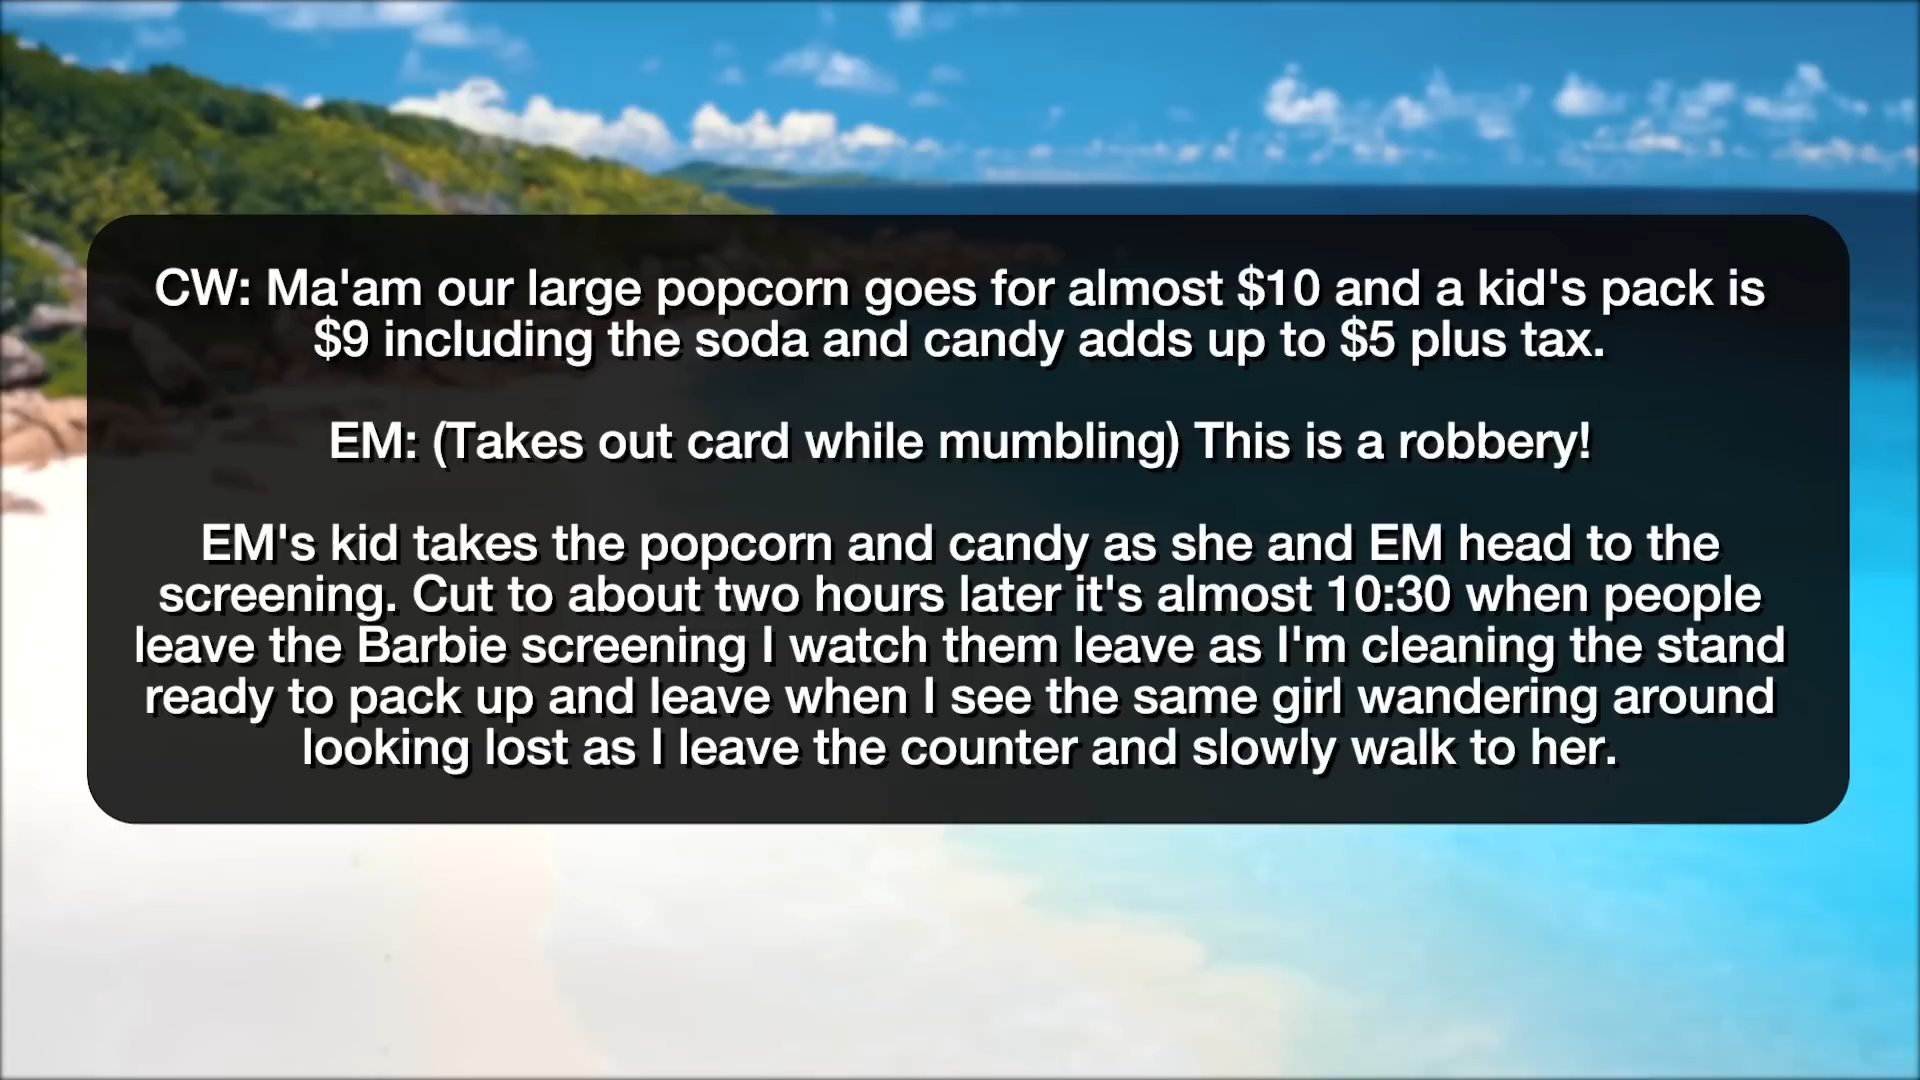 CW: Ma'am our large popcorn goes for almost $10 and a kid's pack is
$9 including the soda and candy adds up to $5 plus tax.
EM: (Takes out card while mumbling) This is a robbery!
EM's kid takes the popcorn and candy as she and EM head to the
screening. Cut to about two hours later it's almost 10:30 when people
leave the Barbie screening I watch them leave as I'm cleaning the stand
ready to pack up and leave when I see the same girl wandering around
looking lost as I leave the counter and slowly walk to her.